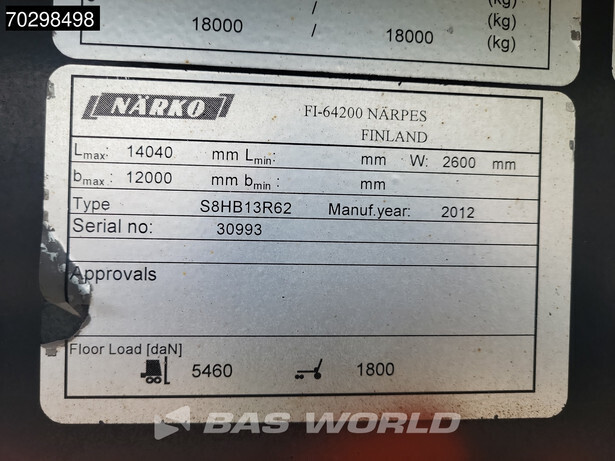 70298498
/ (kg)
18000 / 18000 (kg)
(kg)
NÄRKO FI-64200 NÄRPES
FINLAND
Lmax: 14040 mm Lmin: mm W: 2600 mm
bmax: 12000 mm bmin: mm
Type S8HB13R62 Manuf.year: 2012
Serial no: 30993
Approvals
Floor Load [daN]
5460 1800
BAS WORLD